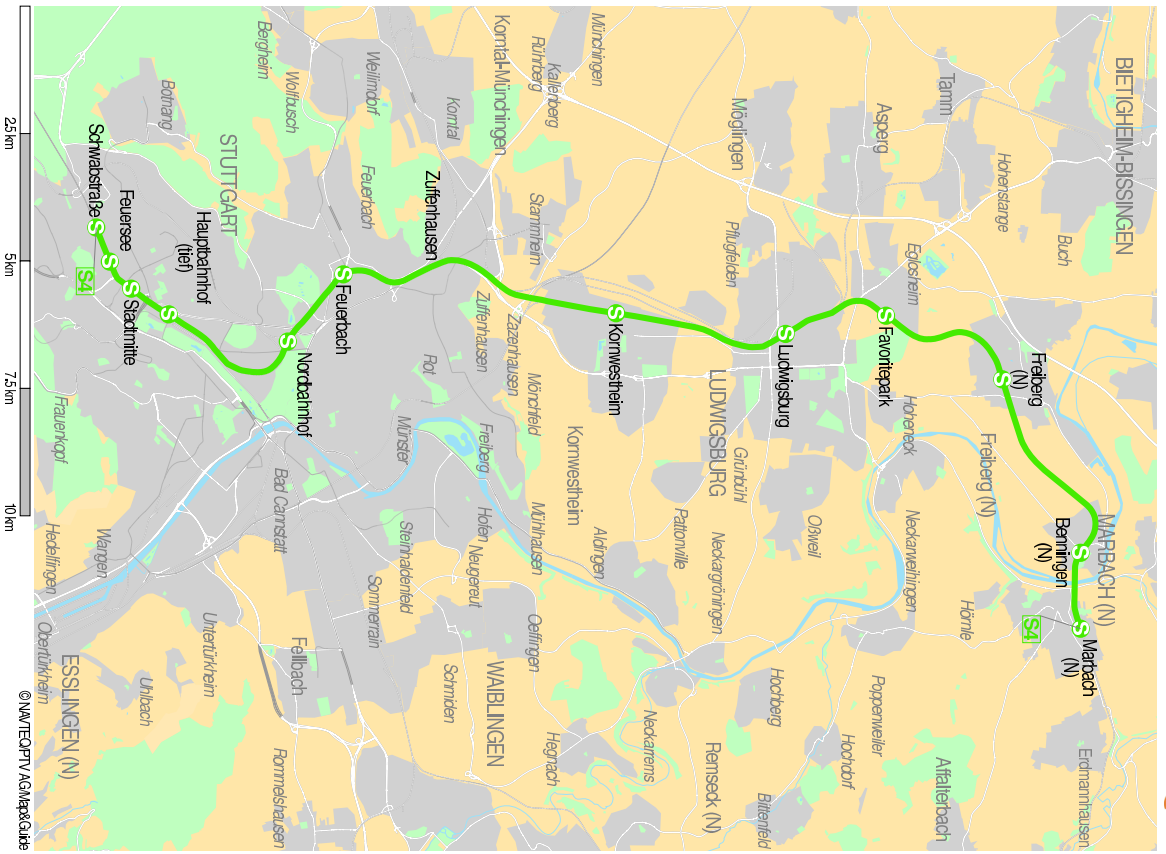 BIETIGHEIM-BISSINGEN
MARBACH (N)
Erdmannhausen
Marbach
(N)
Buch
Benningen
(N)
Freiberg
(N)
S4
Hohenstange
Freiberg (N)
Hörnle
Tamm
Affalterbach
Eglosheim
Hoheneck
Neckarweihingen
Asperg
Favoritepark
Poppenweiler
Hochdorf
Oßweil
Ludwigsburg
Hochberg
Bittenfeld
Möglingen
Pflugfelden
Grünbühl
LUDWIGSBURG
Neckargröningen
Remseck (N)
Pattonville
Neckarrems
Kornwestheim
Münchingen
Aldingen
Kornwestheim
Kallenberg
Rührberg
Stammheim
Mönchfeld
Mühlhausen
Oeffingen
Hegnach
Korntal-Münchingen
Zazenhausen
WAIBLINGEN
Zuffenhausen
Freiberg
Hofen
Neugereut
Korntal
Schmiden
Zuffenhausen
Rot
Münster
Steinhaldenfeld
Weilimdorf
Feuerbach
Sommerrain
Feuerbach
Nordbahnhof
Fellbach
Wolfbusch
Bergheim
Bad Cannstatt
Rommelshausen
STUTTGART
Hauptbahnhof
(tief)
Untertürkheim
Botnang
Stadtmitte
Uhlbach
Feuersee
Schwabstraße
S4
Wangen
ESSLINGEN (N)
Frauenkopf
Hedelfingen
Obertürkheim
2,5 km
5 km
7,5 km
10 km
© NAVTEQ/PTV AG/Map&Guide